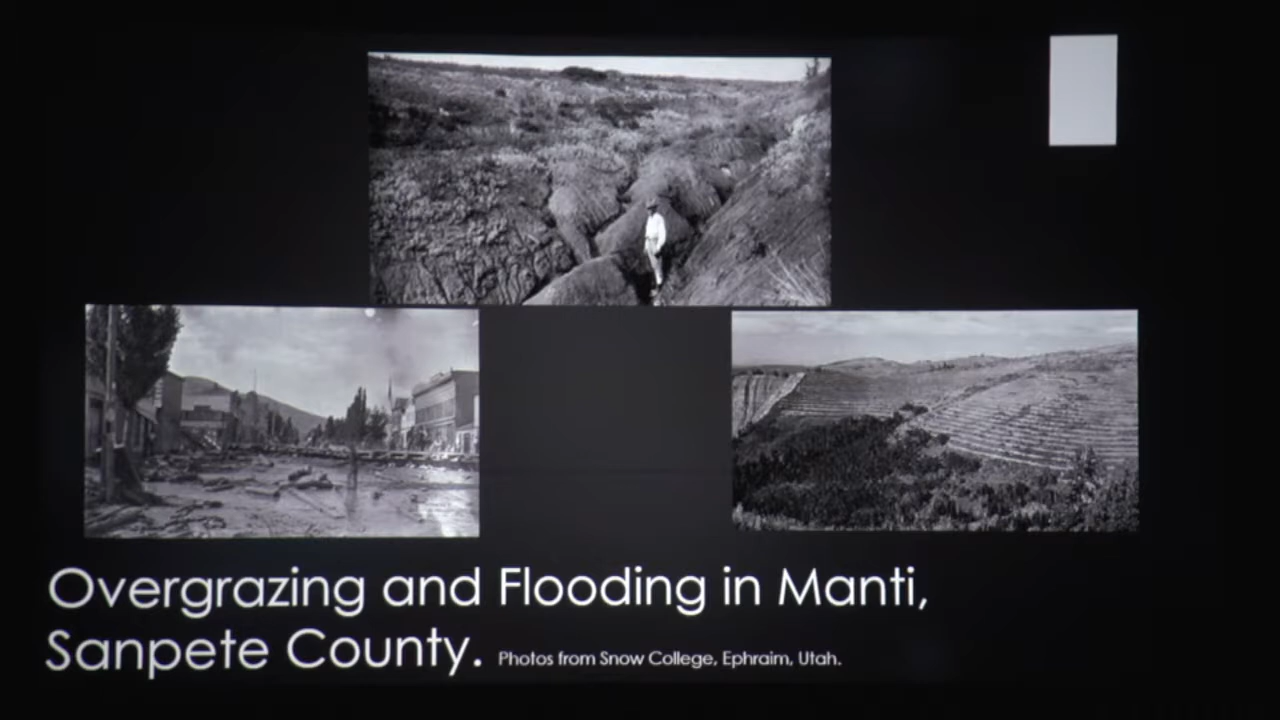 Overgrazing and Flooding in Manti,
Sanpete County. Photos from Snow College, Ephraim, Utah.